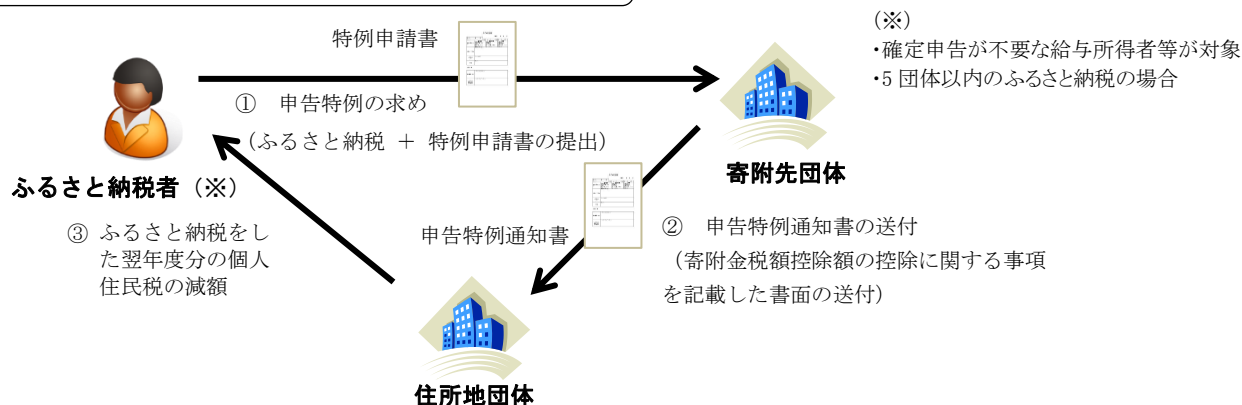 特例申請書
① 申告特例の求め
(ふるさと納税 + 特例申請書の提出)
(※)
・確定申告が不要な給与所得者等が対象
・5 団体以内のふるさと納税の場合
ふるさと納税者(※)
寄附先団体
③ ふるさと納税をし
た翌年度分の個人
住民税の減額
申告特例通知書
② 申告特例通知書の送付
(寄附金税額控除額の控除に関する事項
を記載した書面の送付)
住所地団体